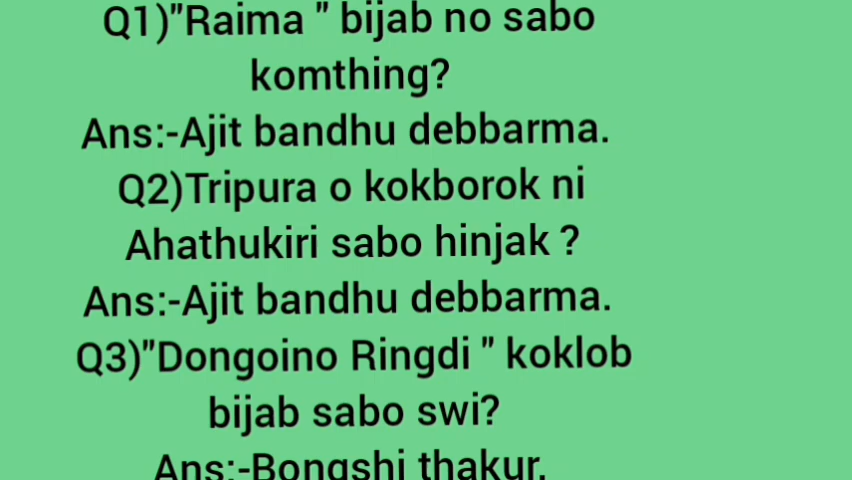 Q1)"Raima " bijab no sabo
komthing?
Ans:-Ajit bandhu debbarma.
Q2)Tripura o kokborok ni
Ahathukiri sabo hinjak ?
Ans:-Ajit bandhu debbarma.
Q3)"Dongoino Ringdi " koklob
bijab sabo swi?
Ans:-Bongshi thakur.